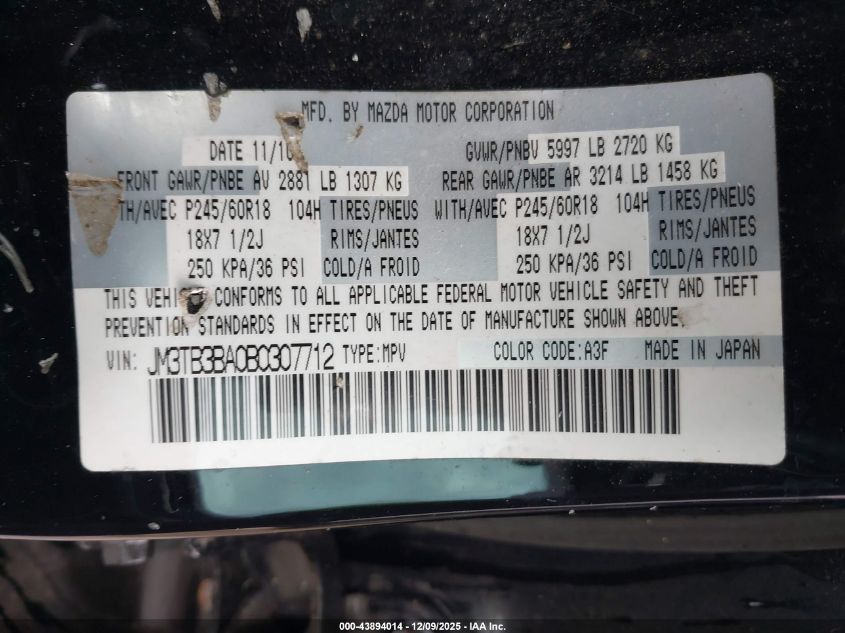 MFD. BY MAZDA MOTOR CORPORATION
DATE 11/10 GVWR/PNBV 5997 LB 2720 KG
FRONT GAWR/PNBE AV 2881 LB 1307 KG REAR GAWR/PNBE AR 3214 LB 1458 KG
TH/AVEC P245/60R18 104H TIRES/PNEUS WITH/AVEC P245/60R18 104H TIRES/PNEUS
18X7 1/2J RIMS/JANTES 18X7 1/2J RIMS/JANTES
250 KPA/36 PSI COLD/A FROID 250 KPA/36 PSI COLD/A FROID
THIS VEHICLE CONFORMS TO ALL APPLICABLE FEDERAL MOTOR VEHICLE SAFETY AND THEFT
PREVENTION STANDARDS IN EFFECT ON THE DATE OF MANUFACTURE SHOWN ABOVE.
VIN: JM3TB3BA0B0307712 TYPE:MPV COLOR CODE:A3F MADE IN JAPAN
000-43894014 - 12/09/2025 - IAA Inc.